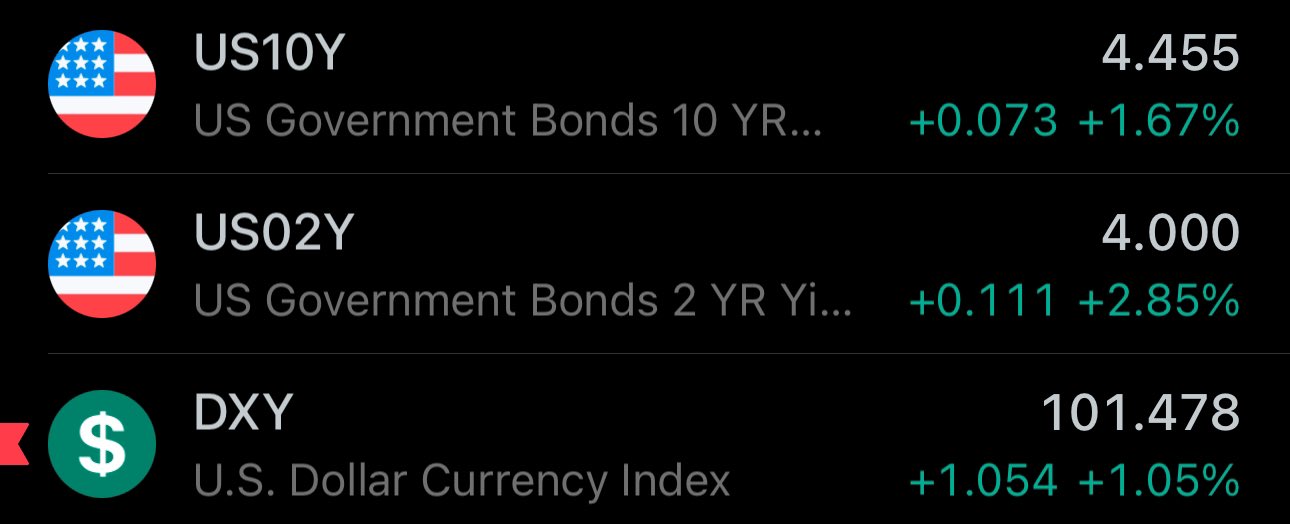 US10Y 4.455
US Government Bonds 10 YR... +0.073 +1.67%
US02Y 4.000
US Government Bonds 2 YR Yi... +0.111 +2.85%
$ DXY 101.478
U.S. Dollar Currency Index +1.054 +1.05%